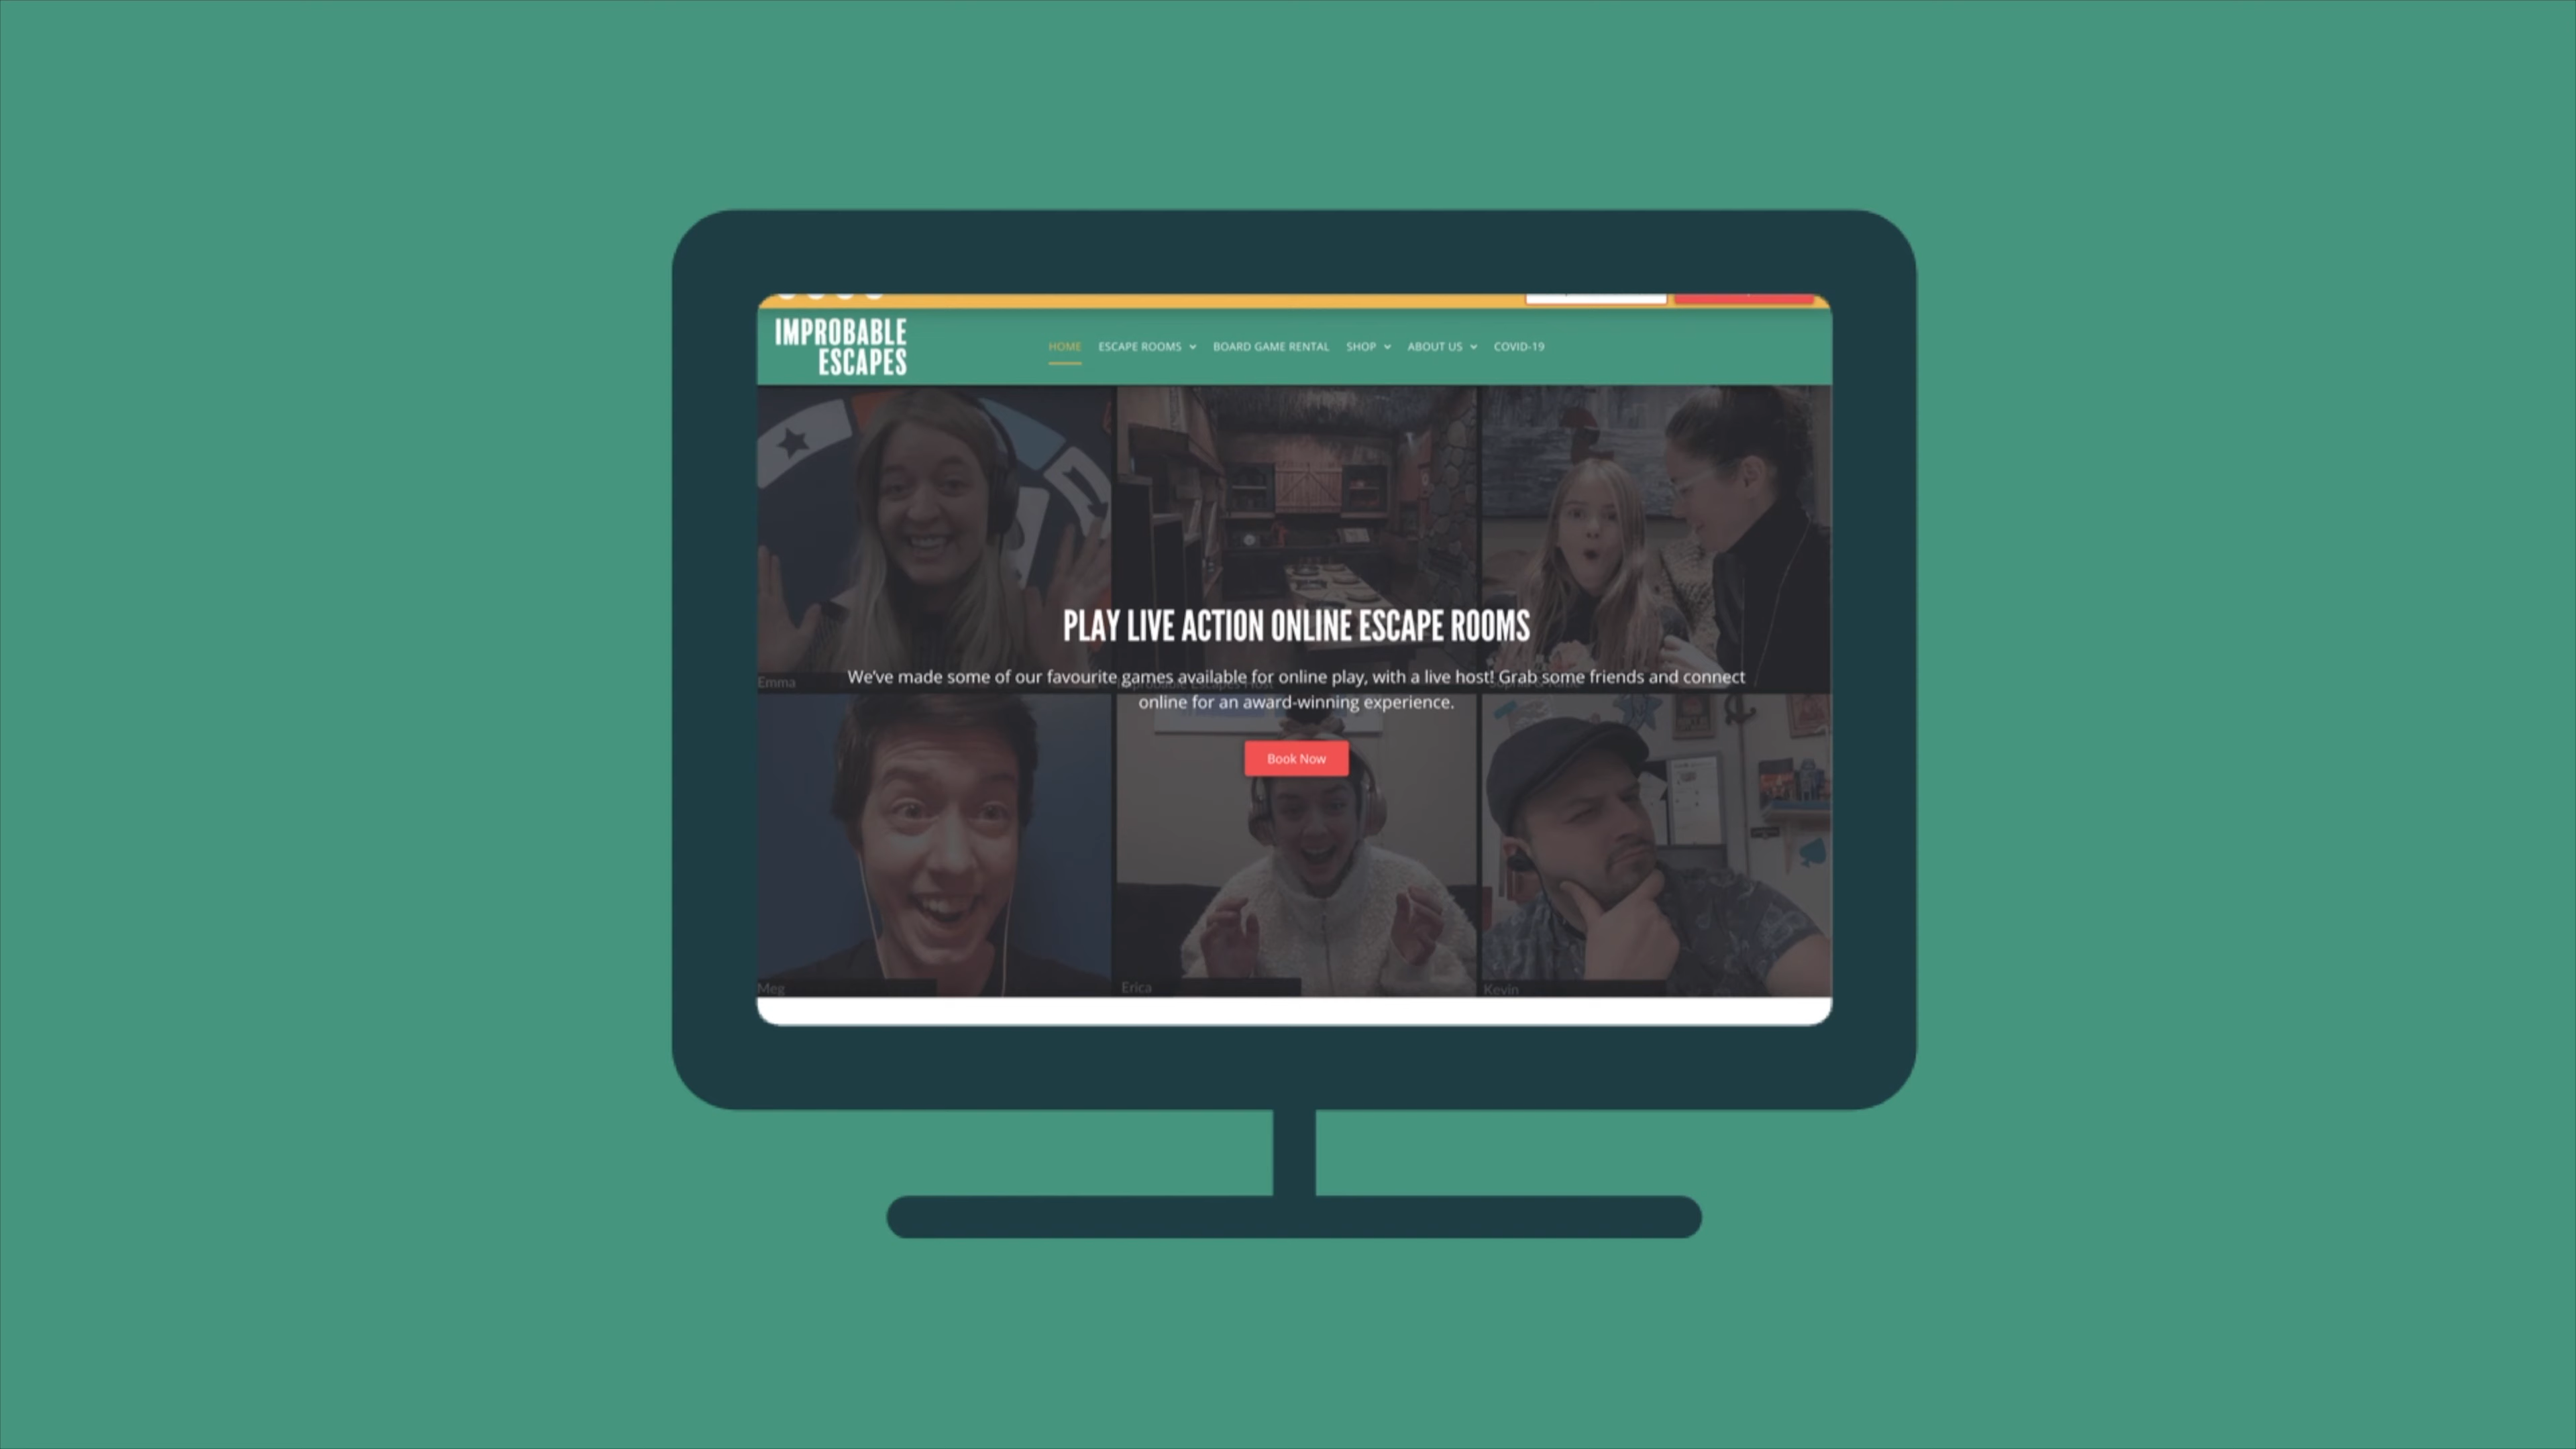 IMPROBABLE
ESCAPES
HOME ESCAPE ROOMS BOARD GAME RENTAL SHOP ABOUT US COVID-19
PLAY LIVE ACTION ONLINE ESCAPE ROOMS
We've made some of our favourite games available for online play, with a live host! Grab some friends and connect
online for an award-winning experience.
Emma
Book Now
Meg
Erica
Kevin